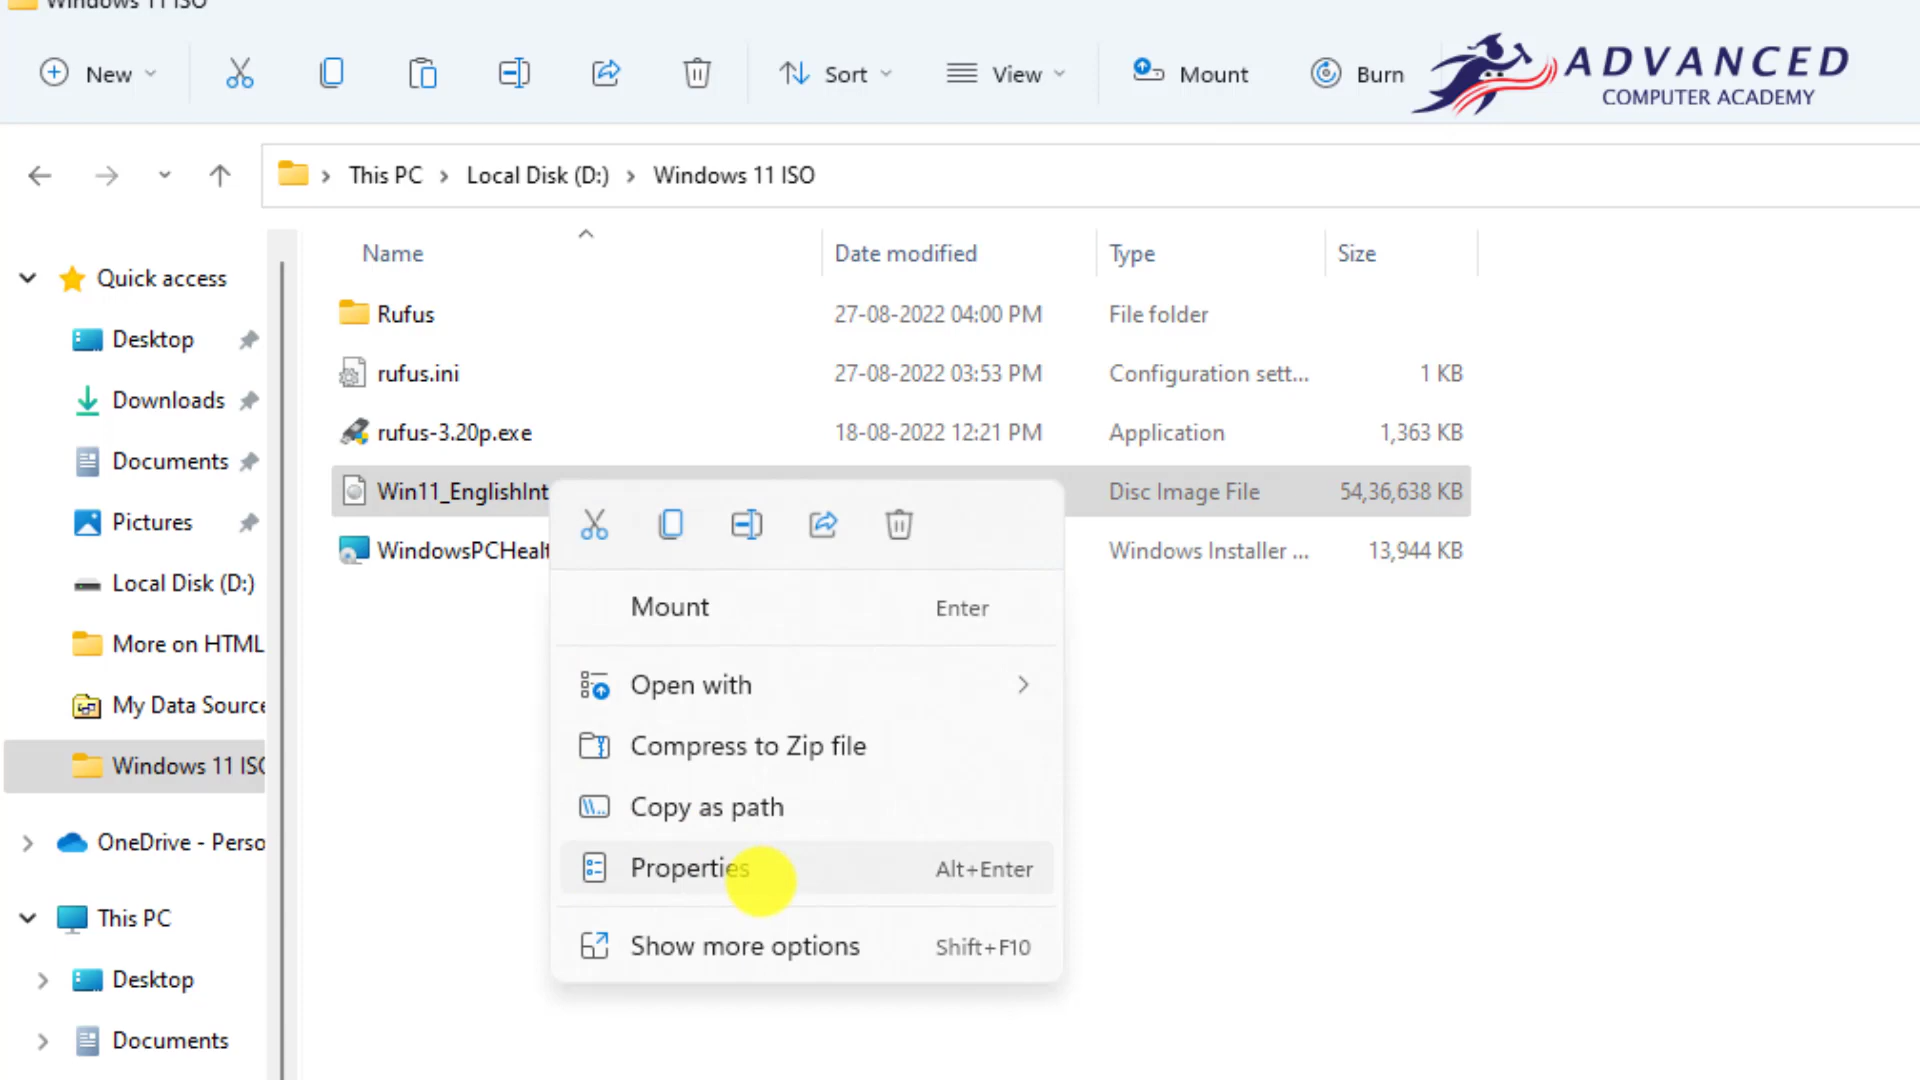 Windows 11 ISO
New
Sort
View
Mount
Burn
ADVANCED
COMPUTER ACADEMY
This PC > Local Disk (D:) > Windows 11 ISO
Name Date modified Type Size
Quick access
Desktop
Downloads
Documents
Pictures
Local Disk (D:)
More on HTML
My Data Source
Windows 11 ISO
OneDrive - Perso
This PC
Desktop
Documents
Rufus 27-08-2022 04:00 PM File folder
rufus.ini 27-08-2022 03:53 PM Configuration sett... 1 KB
rufus-3.20p.exe 18-08-2022 12:21 PM Application 1,363 KB
Win11_EnglishInt Disc Image File 54,36,638 KB
WindowsPCHealt Windows Installer ... 13,944 KB
Mount Enter
Open with
Compress to Zip file
Copy as path
Properties Alt+Enter
Show more options Shift+F10